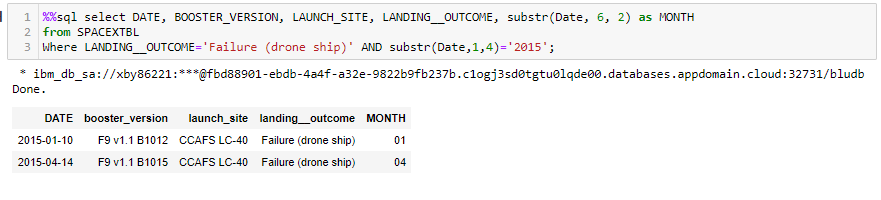 1 %%sql select DATE, BOOSTER_VERSION, LAUNCH_SITE, LANDING__OUTCOME, substr(Date, 6, 2) as MONTH
2 from SPACEXTBL
3 Where LANDING__OUTCOME='Failure (drone ship)' AND substr(Date,1,4)='2015';
* ibm_db_sa://xby86221:***@fbd88901-ebdb-4a4f-a32e-9822b9fb237b.c1ogj3sd0tgtu0lqde00.databases.appdomain.cloud:32731/bludb
Done.
DATE booster_version launch_site landing__outcome MONTH
2015-01-10 F9 v1.1 B1012 CCAFS LC-40 Failure (drone ship) 01
2015-04-14 F9 v1.1 B1015 CCAFS LC-40 Failure (drone ship) 04